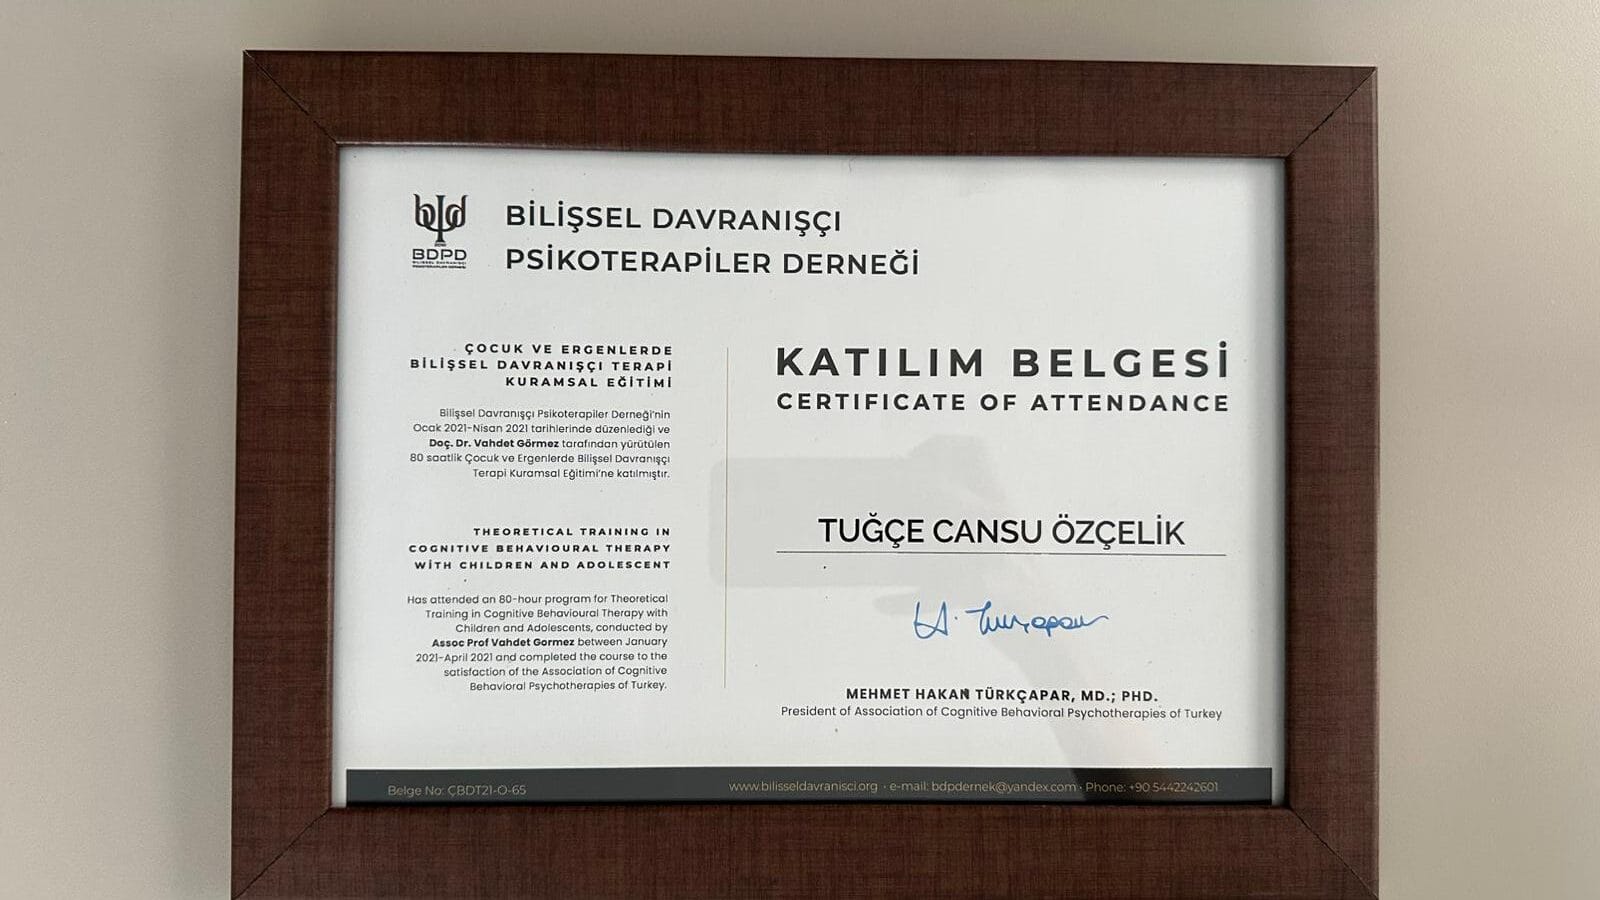 BİLİŞSEL DAVRANIŞÇI
PSİKOTERAPİLER DERNEĞİ
BDPD
ÇOCUK VE ERGENLERDE
BİLİŞSEL DAVRANIŞÇI TERAPİ
KURAMSAL EĞİTİMİ
Bilişsel Davranışçı Psikoterapiler Derneği'nin
Ocak 2021-Nisan 2021 tarihlerinde düzenlediği ve
Doç. Dr. Vahdet Görmez tarafından yürütülen
80 saatlik Çocuk ve Ergenlerde Bilişsel Davranışçı
Terapi Kuramsal Eğitimi'ne katılmıştır.
THEORETICAL TRAINING IN
COGNITIVE BEHAVIOURAL THERAPY
WİTH CHILDREN AND ADOLESCENT
Has attended an 80-hour program for Theoretical
Training in Cognitive Behavioural Therapy with
Children and Adolescents, conducted by
Assoc Prof Vahdet Gormez between January
2021-April 2021 and completed the course to the
satisfaction of the Association of Cognitive
Behavioral Psychotherapies of Turkey.
KATILIM BELGESİ
CERTIFICATE OF ATTENDANCE
TUĞÇE CANSU ÖZÇELİK
MEHMET HAKAN TÜRKÇAPAR, MD.; PHD.
President of Association of Cognitive Behavioral Psychotherapies of Turkey
Belge No: ÇBDT21-O-65
www.bilisseldavranisci.org • e-mail: bdpdernek@yandex.com • Phone: +90 5442242601